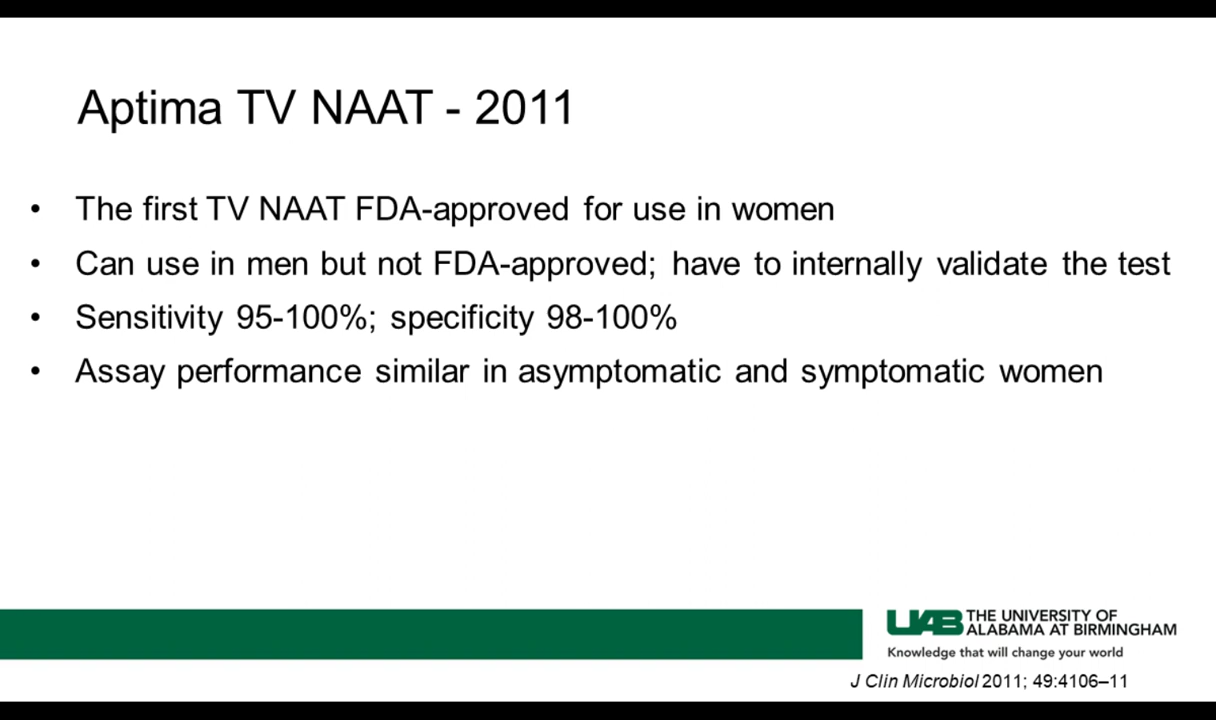 Aptima TV NAAT - 2011
• The first TV NAAT FDA-approved for use in women
• Can use in men but not FDA-approved; have to internally validate the test
• Sensitivity 95-100%; specificity 98-100%
• Assay performance similar in asymptomatic and symptomatic women
UAB THE UNIVERSITY OF
ALABAMA AT BIRMINGHAM
Knowledge that will change your world
J Clin Microbiol 2011; 49:4106–11